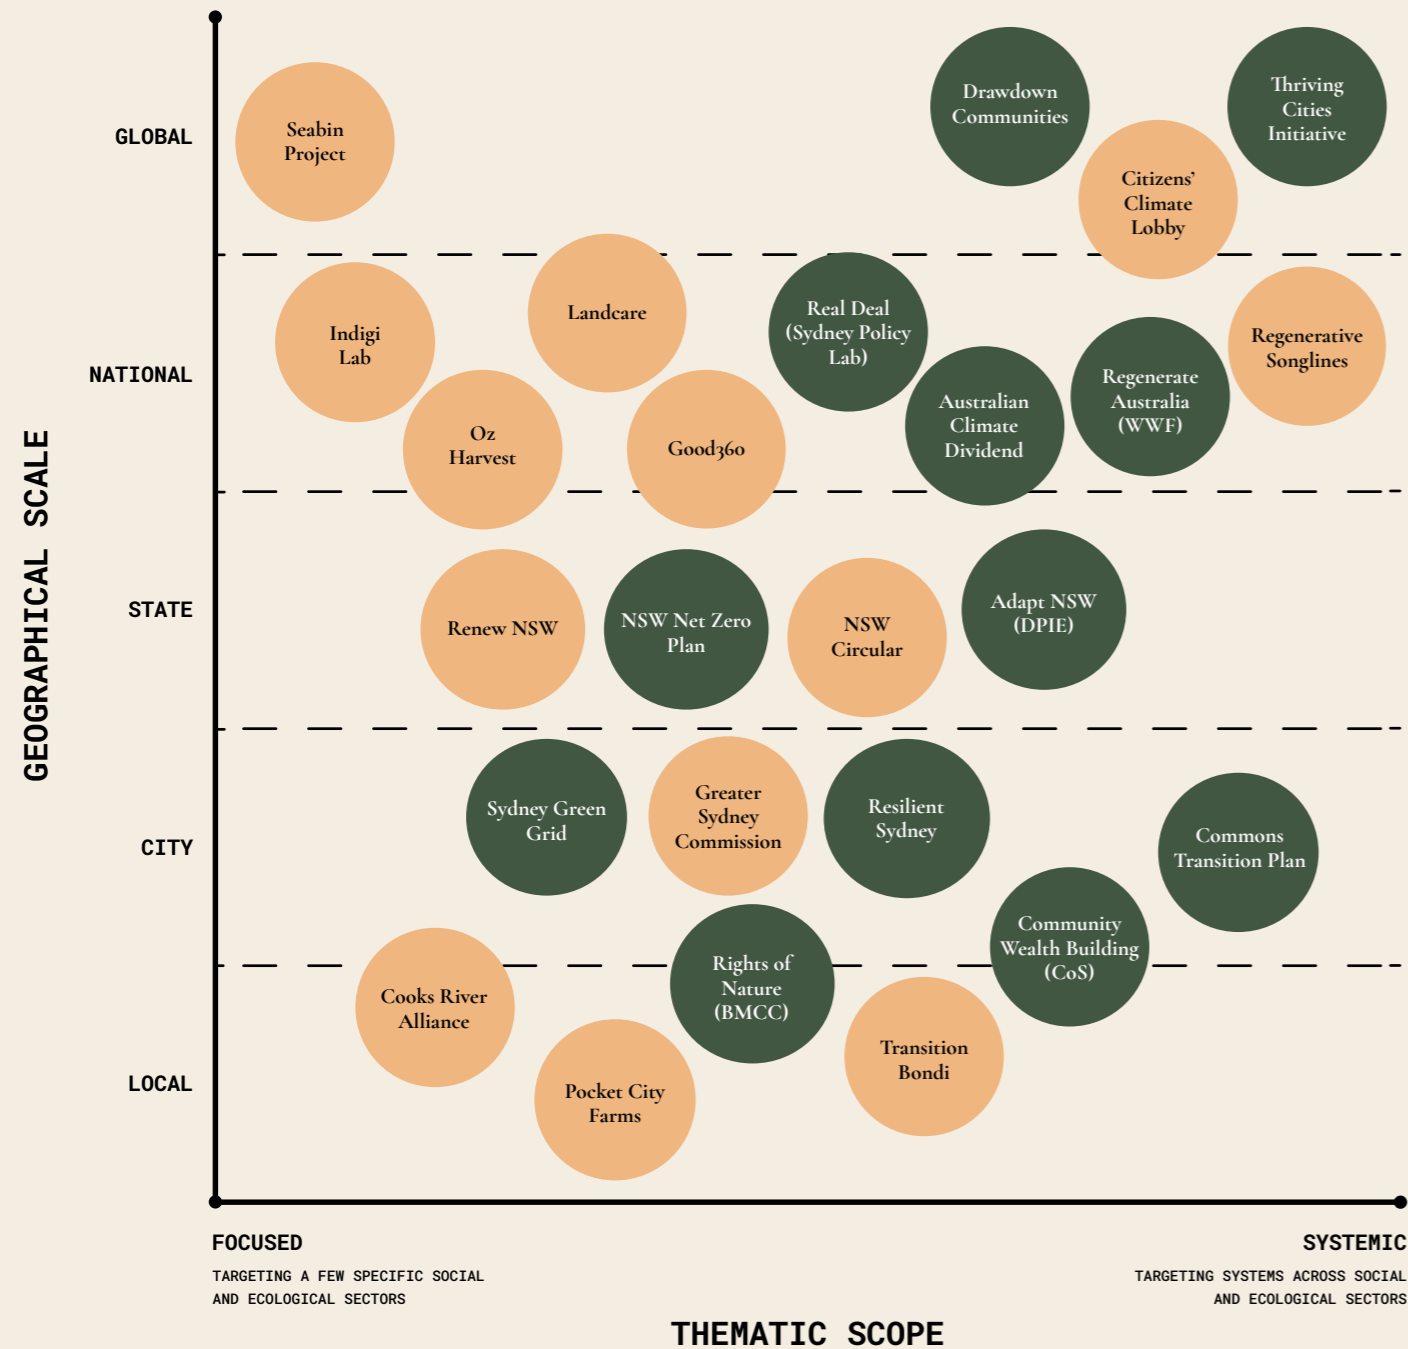 GEOGRAPHICAL SCALE
GLOBAL
Seabin
Project
Drawdown
Communities
Citizens’
Climate
Lobby
Thriving
Cities
Initiative
NATIONAL
Indigi
Lab
Oz
Harvest
Landcare
Good360
Real Deal
(Sydney Policy
Lab)
Australian
Climate
Dividend
Regenerate
Australia
(WWF)
Regenerative
Songlines
STATE
Renew NSW
NSW Net Zero
Plan
NSW
Circular
Adapt NSW
(DPIE)
CITY
Sydney Green
Grid
Greater
Sydney
Commission
Resilient
Sydney
Community
Wealth Building
(CoS)
Commons
Transition Plan
LOCAL
Cooks River
Alliance
Pocket City
Farms
Rights of
Nature
(BMCC)
Transition
Bondi
FOCUSED
TARGETING A FEW SPECIFIC SOCIAL
AND ECOLOGICAL SECTORS
SYSTEMIC
TARGETING SYSTEMS ACROSS SOCIAL
AND ECOLOGICAL SECTORS
THEMATIC SCOPE